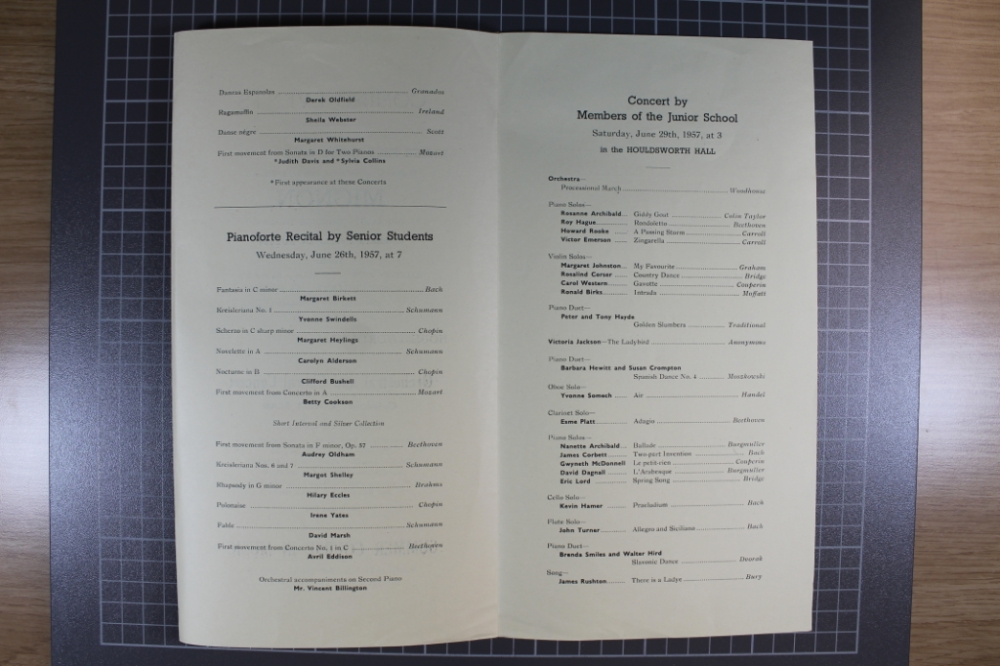 Danzas Espanolas ........ Granados
Derek Oldfield
Ragamuffin ........ Ireland
Sheila Webster
Danse nègre ........ Scott
Margaret Whitehurst
First movement from Sonata in D for Two Pianos ........ Mozart
*Judith Davis and *Sylvia Collins
*First appearance at these Concerts
Pianoforte Recital by Senior Students
Wednesday, June 26th, 1957, at 7
Fantasia in C minor ........ Bach
Margaret Birkett
Kreisleriana No. 1 ........ Schumann
Yvonne Swindells
Scherzo in C sharp minor ........ Chopin
Margaret Heylings
Novelette in A ........ Schumann
Carolyn Alderson
Nocturne in B ........ Chopin
Clifford Bushell
First movement from Concerto in A ........ Mozart
Betty Cookson
Short Interval and Silver Collection
First movement from Sonata in F minor, Op. 57 ........ Beethoven
Audrey Oldham
Kreisleriana Nos. 6 and 7 ........ Schumann
Margot Shelley
Rhapsody in G minor ........ Brahms
Hilary Eccles
Polonaise ........ Chopin
Irene Yates
Fable ........ Schumann
David Marsh
First movement from Concerto No. 1 in C ........ Beethoven
Avril Eddison
Orchestral accompaniments on Second Piano
Mr. Vincent Billington
Concert by
Members of the Junior School
Saturday, June 29th, 1957, at 3
in the HOULDSWORTH HALL
Orchestra—
Processional March ........ Woodhouse
Piano Solos—
Rosanne Archibald... Giddy Gout ........ Colin Taylor
Roy Hague........ Rondoletto ........ Beethoven
Howard Rooke ...... A Passing Storm ........ Carroll
Victor Emerson ..... Zingarella ........ Carroll
Violin Solos—
Margaret Johnston... My Favourite ........ Graham
Rosalind Corser .... Country Dance ........ Bridge
Carol Western....... Gavotte ........ Couperin
Ronald Birks........ Intrada ........ Moffatt
Piano Duet—
Peter and Tony Hayde
Golden Slumbers ........ Traditional
Victoria Jackson—The Ladybird ........ Anonymous
Piano Duet—
Barbara Hewitt and Susan Crompton
Spanish Dance No. 4 ........ Moszkowski
Oboe Solo—
Yvonne Somech ...... Air ........ Handel
Clarinet Solo—
Esme Platt........ Adagio ........ Beethoven
Piano Solos—
Nanette Archibald... Ballade ........ Burgmuller
James Corbett...... Two-part Invention ........ Bach
Gwyneth McDonnell Le petit-rien ........ Couperin
David Dagnall ...... L'Arabesque ........ Burgmuller
Eric Lord ........ Spring Song ........ Bridge
Cello Solo—
Kevin Hamer ........ Praeludium ........ Bach
Flute Solo—
John Turner........ Allegro and Siciliano ........ Bach
Piano Duet—
Brenda Smiles and Walter Hird
Slavonic Dance ........ Dvorak
Song—
James Rushton........ There is a Ladye ........ Bury